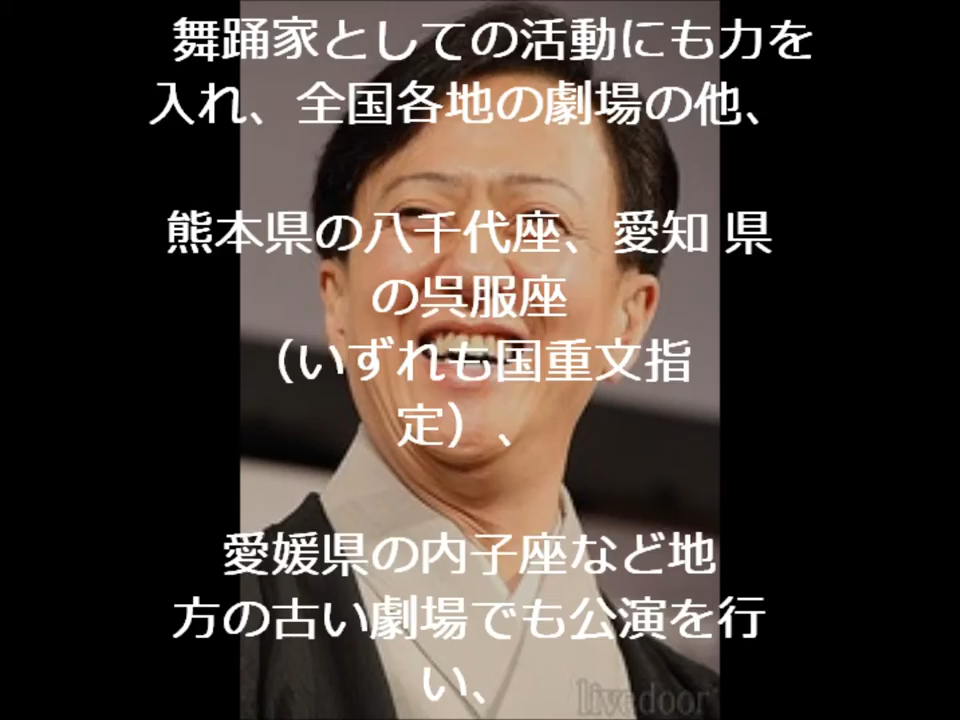 舞踊家としての活動にも力を
入れ、全国各地の劇場の他、
熊本県の八千代座、愛知 県
の呉服座
（いずれも国重文指
定）、
愛媛県の内子座など地
方の古い劇場でも公演を行
い、
livedoor